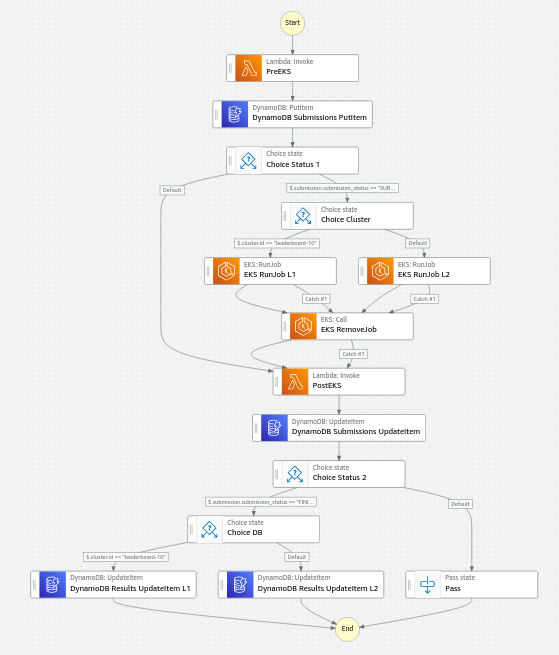 Start
Lambda: Invoke
PreEKS
DynamoDB: PutItem
DynamoDB Submissions PutItem
Choice state
Choice Status 1
Default
$.submission.submission_status == "SUB...
Choice state
Choice Cluster
$.cluster.id == "leaderboard-10"
Default
EKS: RunJob
EKS RunJob L1
EKS: RunJob
EKS RunJob L2
Catch #1
Catch #1
EKS: Call
EKS RemoveJob
Catch #1
Lambda: Invoke
PostEKS
DynamoDB: UpdateItem
DynamoDB Submissions UpdateItem
Choice state
Choice Status 2
$.submission.submission_status == "FINI...
Default
Choice state
Choice DB
$.cluster.id == "leaderboard-10"
Default
DynamoDB: UpdateItem
DynamoDB Results UpdateItem L1
DynamoDB: UpdateItem
DynamoDB Results UpdateItem L2
Pass state
Pass
End